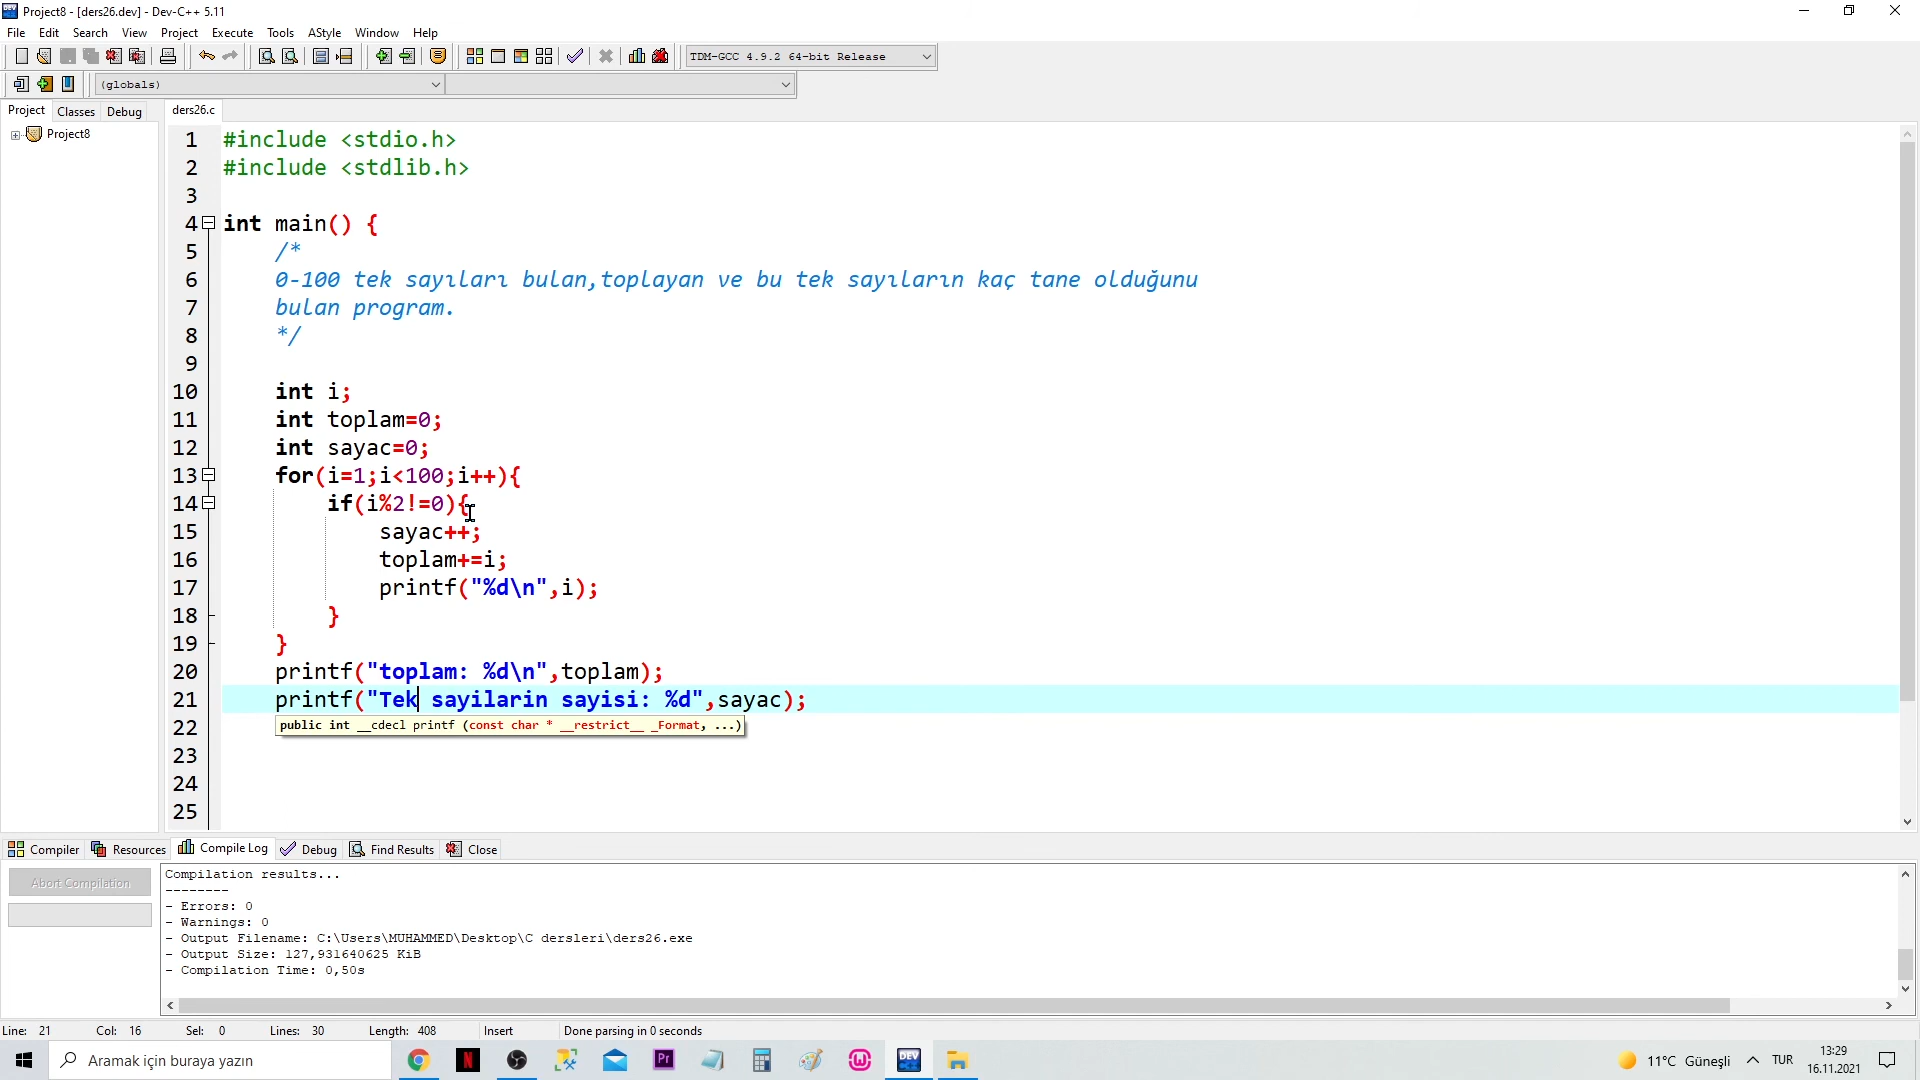 Project8 - [ders26.dev] - Dev-C++ 5.11
File Edit Search View Project Execute Tools AStyle Window Help
TDM-GCC 4.9.2 64-bit Release
(globals)
Project Classes Debug
ders26.c
Project8
1 #include <stdio.h>
2 #include <stdlib.h>
3
4 int main() {
5 /*
6 0-100 tek sayıları bulan,toplayan ve bu tek sayıların kaç tane olduğunu
7 bulan program.
8 */
9
10 int i;
11 int toplam=0;
12 int sayac=0;
13 for(i=1;i<100;i++){
14 if(i%2!=0){
15 sayac++;
16 toplam+=i;
17 printf("%d\n",i);
18 }
19 }
20 printf("toplam: %d\n",toplam);
21 printf("Tek sayilarin sayisi: %d",sayac);
22 public int __cdecl printf (const char * __restrict__ _Format, ...)
23
24
25
Compiler Resources Compile Log Debug Find Results Close
Abort Compilation
Compilation results...
--------
- Errors: 0
- Warnings: 0
- Output Filename: C:\Users\MUHAMMED\Desktop\C dersleri\ders26.exe
- Output Size: 127,931640625 KiB
- Compilation Time: 0,50s
Line: 21 Col: 16 Sel: 0 Lines: 30 Length: 408 Insert Done parsing in 0 seconds
Aramak için buraya yazın
N
Pr
DEV
11°C Güneşli
TUR
13:29
16.11.2021